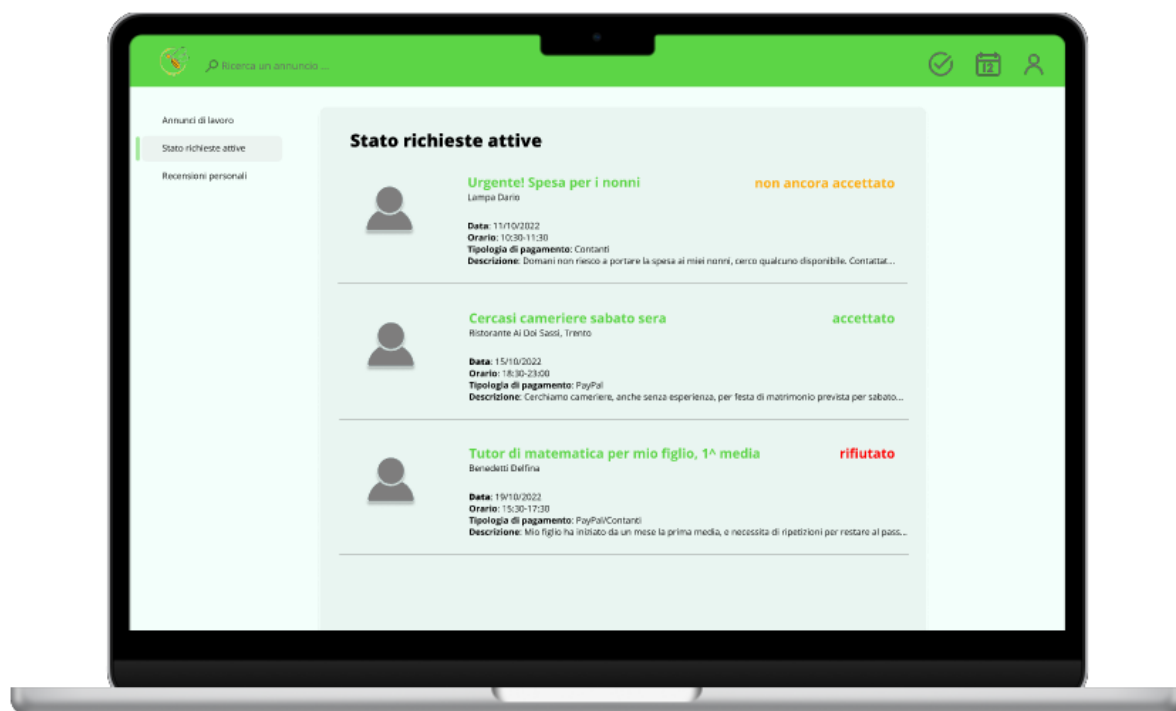 Ricerca un annuncio ...
12
Annunci di lavoro
Stato richieste attive
Recensioni personali
Stato richieste attive
Urgente! Spesa per i nonni
non ancora accettato
Lampa Dario
Data: 11/10/2022
Orario: 10:30-11:30
Tipologia di pagamento: Contanti
Descrizione: Domani non riesco a portare la spesa ai miei nonni, cerco qualcuno disponibile. Contattat...
Cercasi cameriere sabato sera
accettato
Ristorante Ai Doi Sassi, Trento
Data: 15/10/2022
Orario: 18:30-23:00
Tipologia di pagamento: PayPal
Descrizione: Cerchiamo cameriere, anche senza esperienza, per festa di matrimonio prevista per sabato...
Tutor di matematica per mio figlio, 1^ media
rifiutato
Benedetti Delfina
Data: 19/10/2022
Orario: 15:30-17:30
Tipologia di pagamento: PayPal/Contanti
Descrizione: Mio figlio ha iniziato da un mese la prima media, e necessita di ripetizioni per restare al pass...